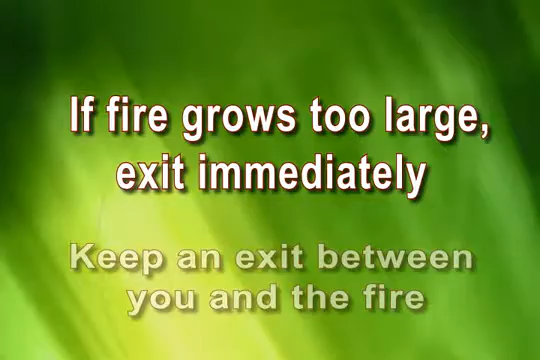 If fire grows too large,
exit immediately
Keep an exit between
you and the fire